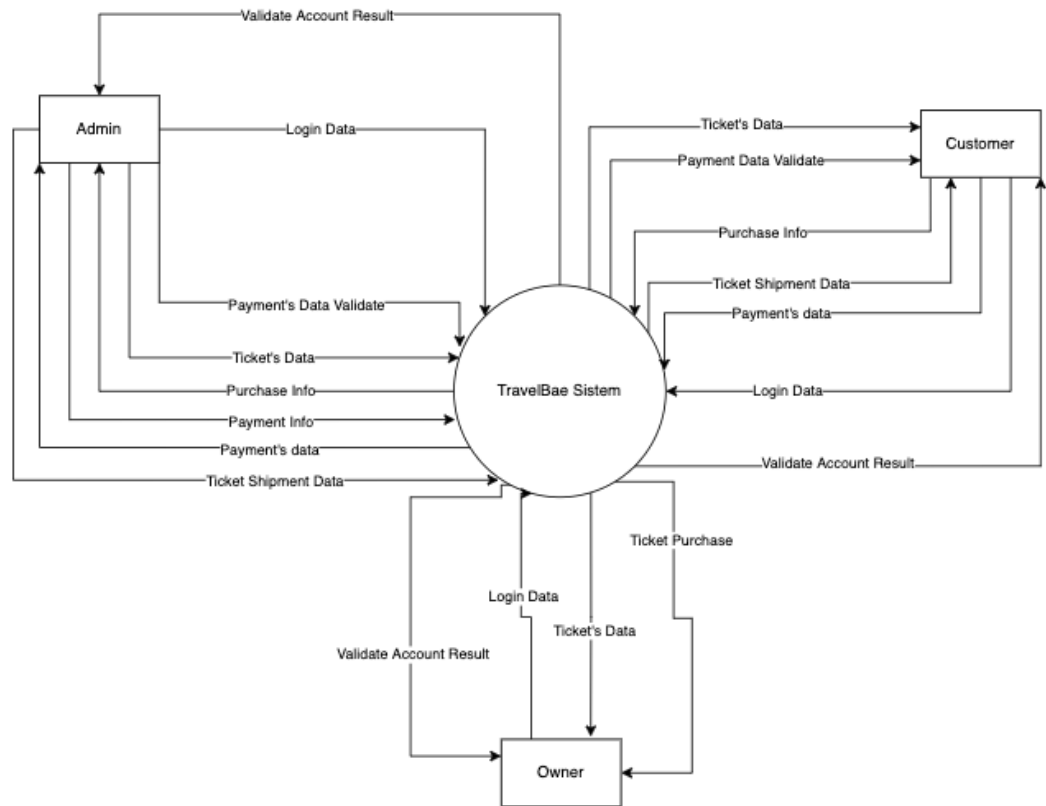 Validate Account Result
Admin
Login Data
Ticket's Data
Customer
Payment Data Validate
Purchase Info
Ticket Shipment Data
Payment's Data Validate
Payment's data
Ticket's Data
Purchase Info
TravelBae Sistem
Login Data
Payment Info
Payment's data
Validate Account Result
Ticket Shipment Data
Ticket Purchase
Login Data
Ticket's Data
Validate Account Result
Owner